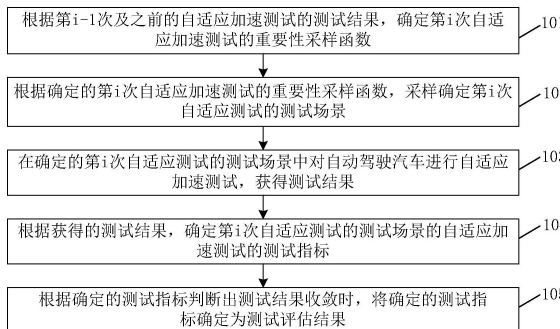 根据第i-1次及之前的自适应加速测试的测试结果，确定第i次自适
应加速测试的重要性采样函数
根据确定的第i次自适应加速测试的重要性采样函数，采样确定第i次
自适应测试的测试场景
在确定的第i次自适应测试的测试场景中对自动驾驶汽车进行自适应
加速测试，获得测试结果
根据获得的测试结果，确定第i次自适应测试的测试场景的自适应加
速测试的测试指标
根据确定的测试指标判断出测试结果收敛时，将确定的测试指
标确定为测试评估结果